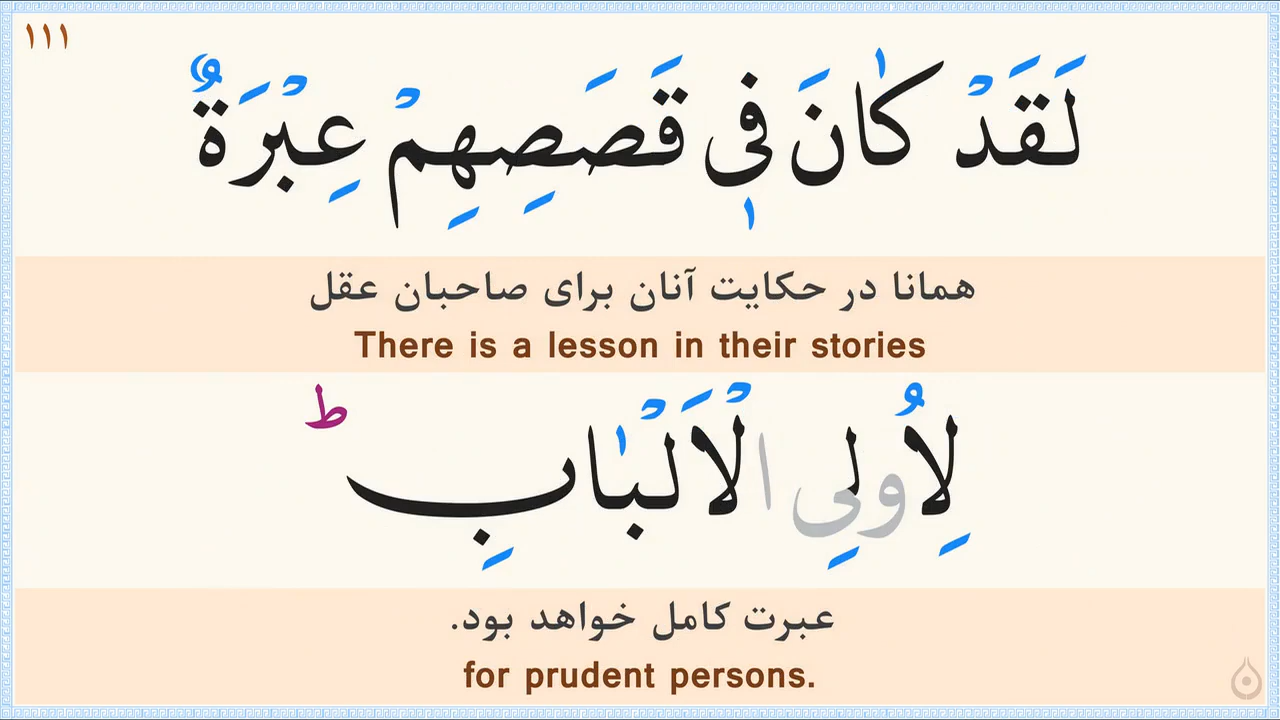 ١١١
لَقَدْ كٰانَ فٖي قَصَصِهِمْ عِبْرَةٌ
همانا در حکایت آنان برای صاحبان عقل
There is a lesson in their stories
لِاُولِي الْاَلْبٰابِ ۗ ط
عبرت کامل خواهد بود.
for prudent persons.